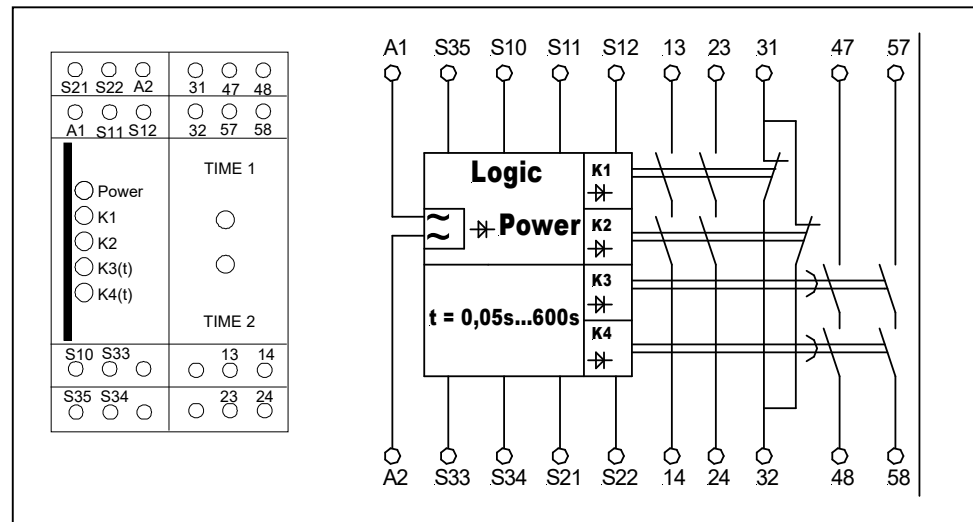 S21 S22 A2 31 47 48
A1 S11 S12 32 57 58
TIME 1
Power
K1
K2
K3(t)
K4(t)
TIME 2
S10 S33 13 14
S35 S34 23 24
A1 S35 S10 S11 S12 13 23 31 47 57
Logic K1
~
~ Power K2
K3
t = 0,05s...600s
K4
A2 S33 S34 S21 S22 14 24 32 48 58